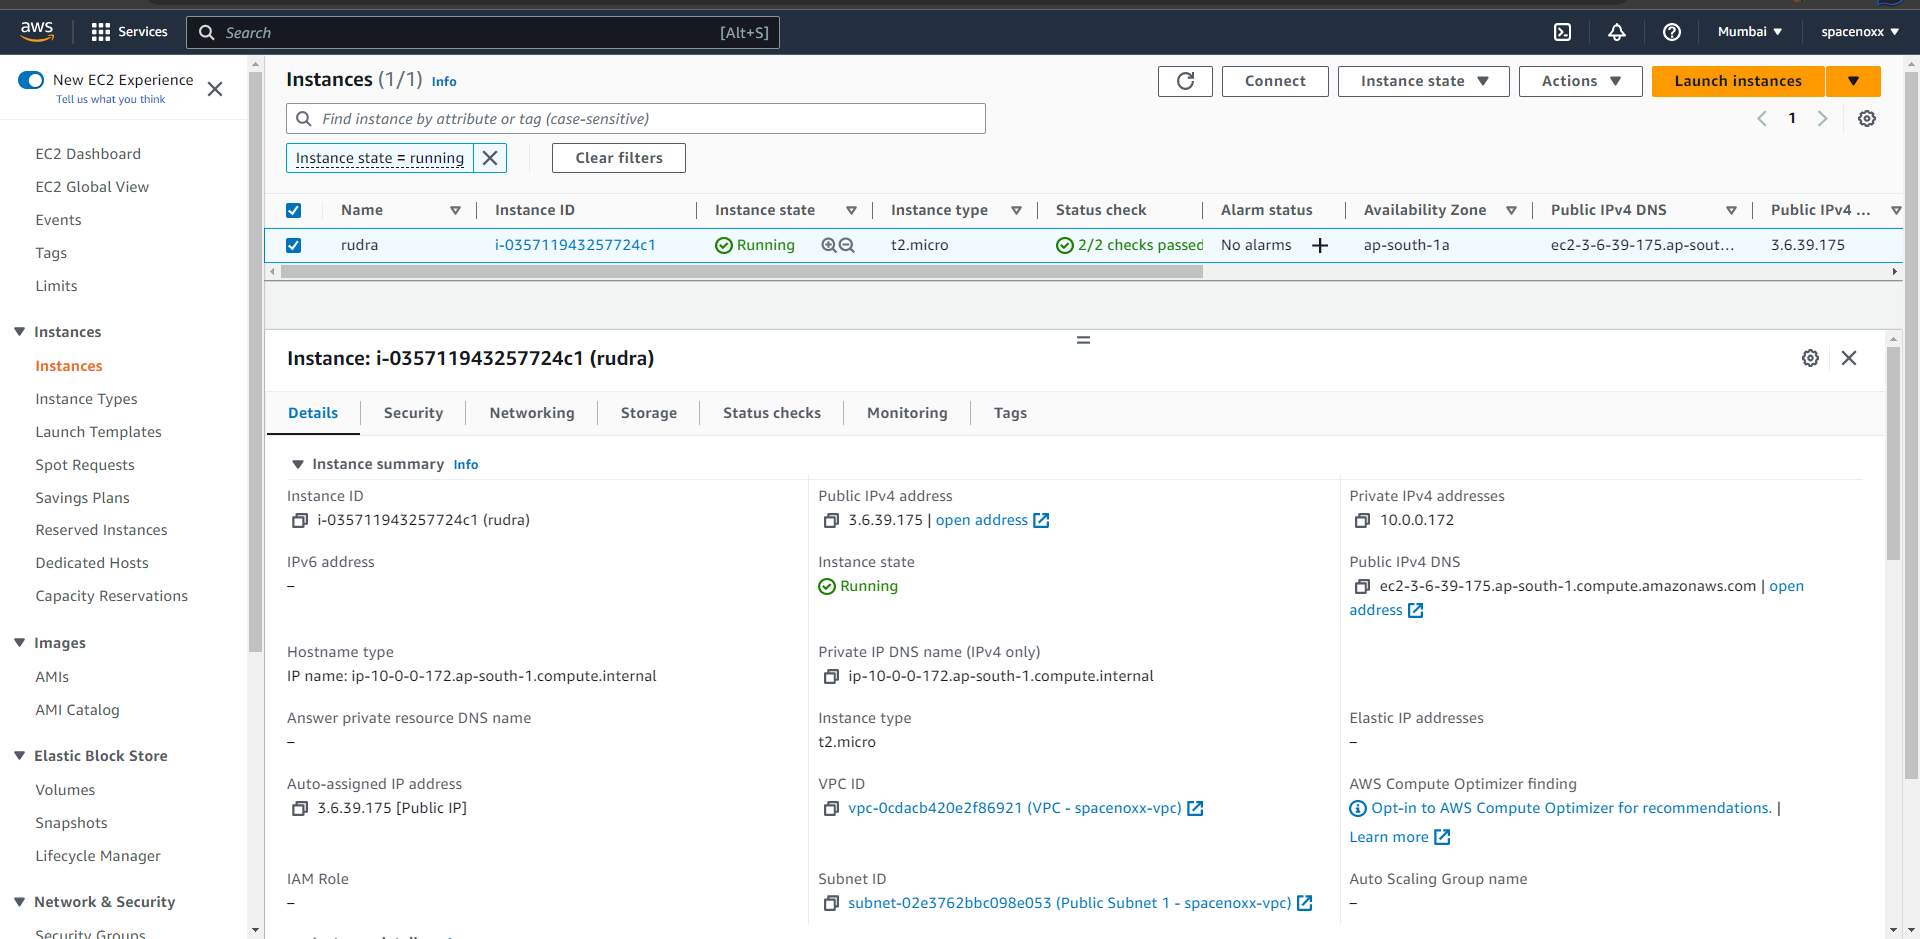 aws
Services
Search
[Alt+S]
Mumbai
spacenoxx
New EC2 Experience
Tell us what you think
EC2 Dashboard
EC2 Global View
Events
Tags
Limits
Instances
Instances
Instance Types
Launch Templates
Spot Requests
Savings Plans
Reserved Instances
Dedicated Hosts
Capacity Reservations
Images
AMIs
AMI Catalog
Elastic Block Store
Volumes
Snapshots
Lifecycle Manager
Network & Security
Security Groups
Instances (1/1) Info
Connect
Instance state
Actions
Launch instances
Find instance by attribute or tag (case-sensitive)
1
Instance state = running
Clear filters
Name Instance ID Instance state Instance type Status check Alarm status Availability Zone Public IPv4 DNS Public IPv4 ...
rudra i-035711943257724c1 Running t2.micro 2/2 checks passed No alarms + ap-south-1a ec2-3-6-39-175.ap-sout... 3.6.39.175
Instance: i-035711943257724c1 (rudra)
Details Security Networking Storage Status checks Monitoring Tags
Instance summary Info
Instance ID
i-035711943257724c1 (rudra)
Public IPv4 address
3.6.39.175 | open address
Private IPv4 addresses
10.0.0.172
IPv6 address
–
Instance state
Running
Public IPv4 DNS
ec2-3-6-39-175.ap-south-1.compute.amazonaws.com | open
address
Hostname type
IP name: ip-10-0-0-172.ap-south-1.compute.internal
Private IP DNS name (IPv4 only)
ip-10-0-0-172.ap-south-1.compute.internal
Answer private resource DNS name
–
Instance type
t2.micro
Elastic IP addresses
–
Auto-assigned IP address
3.6.39.175 [Public IP]
VPC ID
vpc-0cdacb420e2f86921 (VPC - spacenoxx-vpc)
AWS Compute Optimizer finding
Opt-in to AWS Compute Optimizer for recommendations. |
Learn more
IAM Role
–
Subnet ID
subnet-02e3762bbc098e053 (Public Subnet 1 - spacenoxx-vpc)
Auto Scaling Group name
–